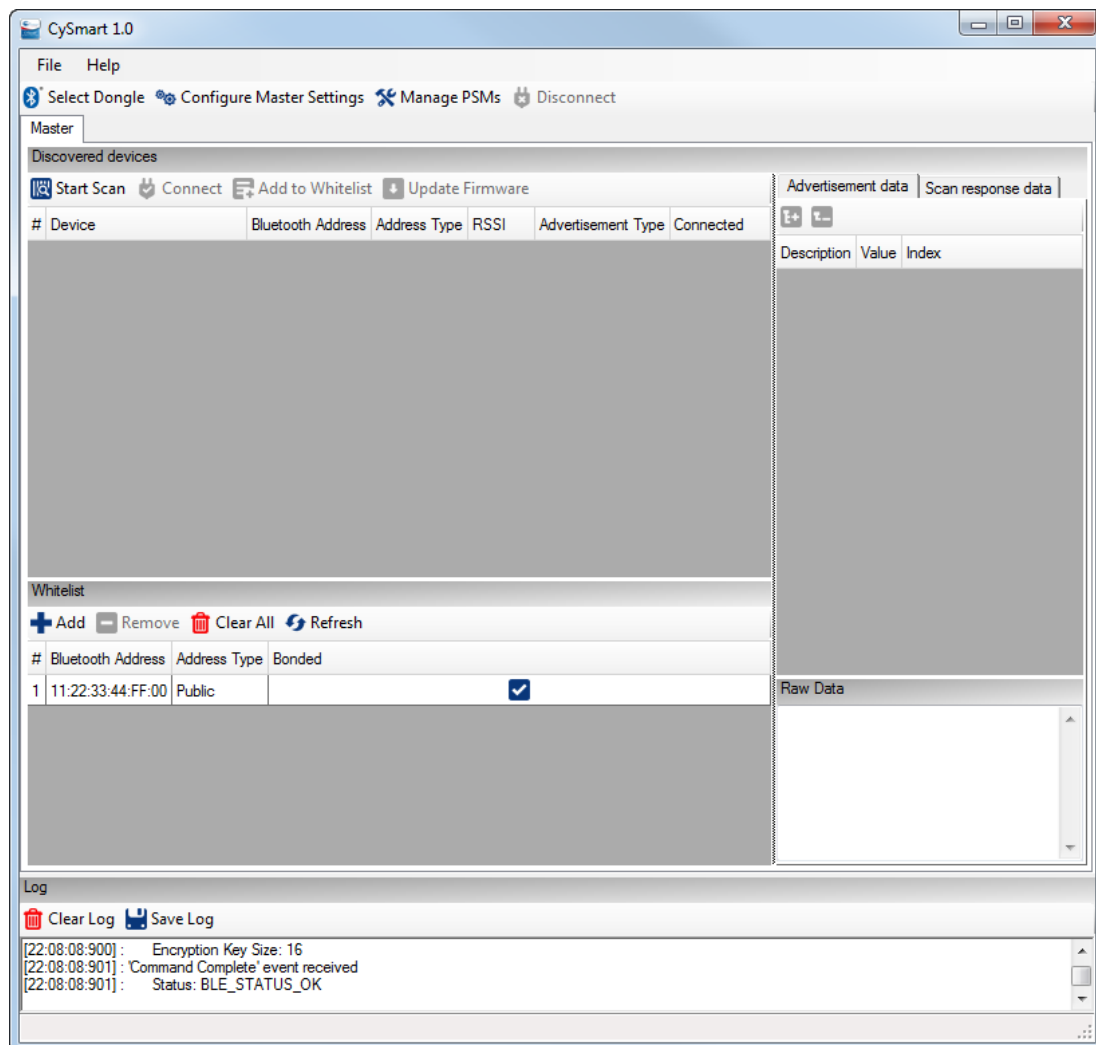 CySmart 1.0
File Help
Select Dongle Configure Master Settings Manage PSMs Disconnect
Master
Discovered devices
Start Scan Connect Add to Whitelist Update Firmware
# Device Bluetooth Address Address Type RSSI Advertisement Type Connected
Advertisement data Scan response data
Description Value Index
Whitelist
Add Remove Clear All Refresh
# Bluetooth Address Address Type Bonded
1 11:22:33:44:FF:00 Public
Raw Data
Log
Clear Log Save Log
[22:08:08:900] : Encryption Key Size: 16
[22:08:08:901] : 'Command Complete' event received
[22:08:08:901] : Status: BLE_STATUS_OK